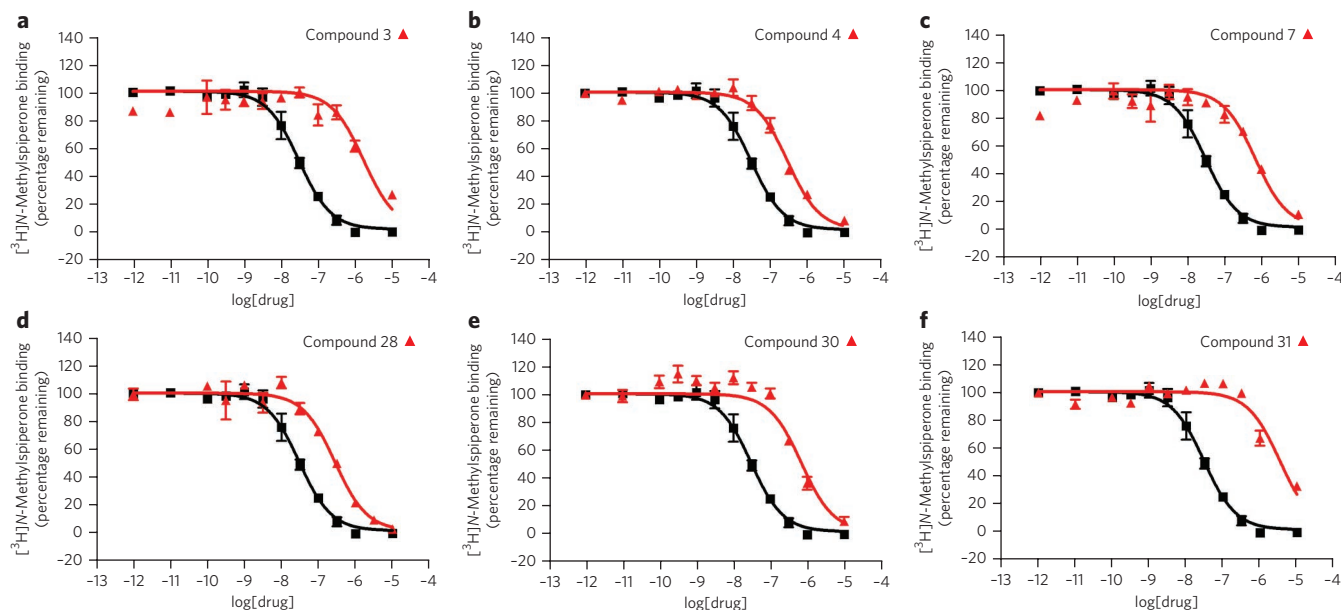 a
Compound 3
[³H]N-Methylspiperone binding
(percentage remaining)
140
120
100
80
60
40
20
0
−20
−13 −12 −11 −10 −9 −8 −7 −6 −5 −4
log[drug]
b
Compound 4
[³H]N-Methylspiperone binding
(percentage remaining)
140
120
100
80
60
40
20
0
−20
−13 −12 −11 −10 −9 −8 −7 −6 −5 −4
log[drug]
c
Compound 7
[³H]N-Methylspiperone binding
(percentage remaining)
140
120
100
80
60
40
20
0
−20
−13 −12 −11 −10 −9 −8 −7 −6 −5 −4
log[drug]
d
Compound 28
[³H]N-Methylspiperone binding
(percentage remaining)
140
120
100
80
60
40
20
0
−20
−13 −12 −11 −10 −9 −8 −7 −6 −5 −4
log[drug]
e
Compound 30
[³H]N-Methylspiperone binding
(percentage remaining)
140
120
100
80
60
40
20
0
−20
−13 −12 −11 −10 −9 −8 −7 −6 −5 −4
log[drug]
f
Compound 31
[³H]N-Methylspiperone binding
(percentage remaining)
140
120
100
80
60
40
20
0
−20
−13 −12 −11 −10 −9 −8 −7 −6 −5 −4
log[drug]